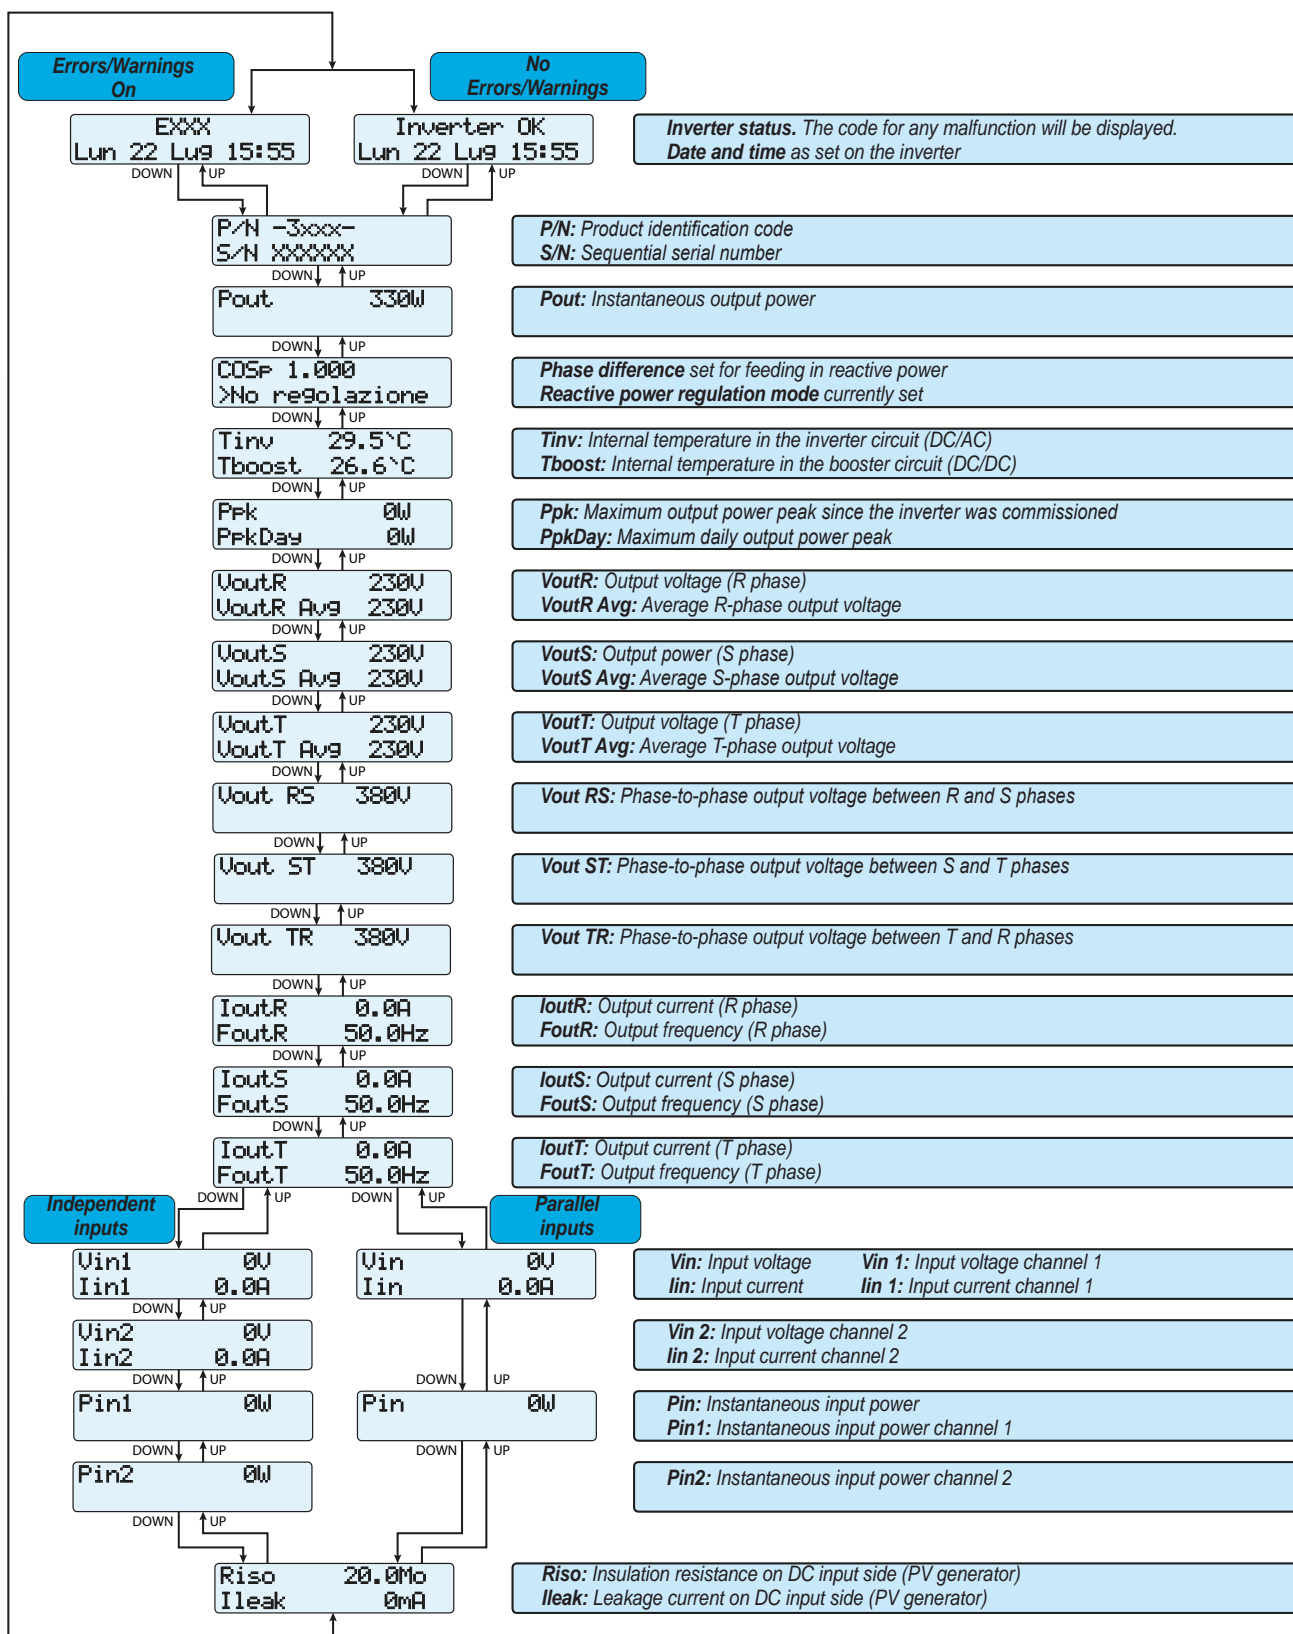 Errors/Warnings
On
No
Errors/Warnings
EXXX
Lun 22 Lug 15:55
Inverter OK
Lun 22 Lug 15:55
Inverter status. The code for any malfunction will be displayed.
Date and time as set on the inverter
DOWN UP
DOWN UP
P/N -3xxx-
S/N XXXXXX
P/N: Product identification code
S/N: Sequential serial number
DOWN UP
Pout 330W
Pout: Instantaneous output power
DOWN UP
COSP 1.000
>No regolazione
Phase difference set for feeding in reactive power
Reactive power regulation mode currently set
DOWN UP
Tinv 29.5`C
Tboost 26.6`C
Tinv: Internal temperature in the inverter circuit (DC/AC)
Tboost: Internal temperature in the booster circuit (DC/DC)
DOWN UP
Ppk 0W
PpkDay 0W
Ppk: Maximum output power peak since the inverter was commissioned
PpkDay: Maximum daily output power peak
DOWN UP
VoutR 230V
VoutR Avg 230V
VoutR: Output voltage (R phase)
VoutR Avg: Average R-phase output voltage
DOWN UP
VoutS 230V
VoutS Avg 230V
VoutS: Output power (S phase)
VoutS Avg: Average S-phase output voltage
DOWN UP
VoutT 230V
VoutT Avg 230V
VoutT: Output voltage (T phase)
VoutT Avg: Average T-phase output voltage
DOWN UP
Vout RS 380V
Vout RS: Phase-to-phase output voltage between R and S phases
DOWN UP
Vout ST 380V
Vout ST: Phase-to-phase output voltage between S and T phases
DOWN UP
Vout TR 380V
Vout TR: Phase-to-phase output voltage between T and R phases
DOWN UP
IoutR 0.0A
FoutR 50.0Hz
IoutR: Output current (R phase)
FoutR: Output frequency (R phase)
DOWN UP
IoutS 0.0A
FoutS 50.0Hz
IoutS: Output current (S phase)
FoutS: Output frequency (S phase)
DOWN UP
IoutT 0.0A
FoutT 50.0Hz
IoutT: Output current (T phase)
FoutT: Output frequency (T phase)
DOWN UP DOWN UP
Independent
inputs
Parallel
inputs
Vin1 0V
Iin1 0.0A
Vin 0V
Iin 0.0A
Vin: Input voltage Vin 1: Input voltage channel 1
Iin: Input current Iin 1: Input current channel 1
DOWN UP
Vin2 0V
Iin2 0.0A
Vin 2: Input voltage channel 2
Iin 2: Input current channel 2
DOWN UP
DOWN UP
Pin1 0W
Pin 0W
Pin: Instantaneous input power
Pin1: Instantaneous input power channel 1
DOWN UP
DOWN UP
Pin2 0W
Pin2: Instantaneous input power channel 2
DOWN UP
Riso 20.0Mo
Ileak 0mA
Riso: Insulation resistance on DC input side (PV generator)
Ileak: Leakage current on DC input side (PV generator)